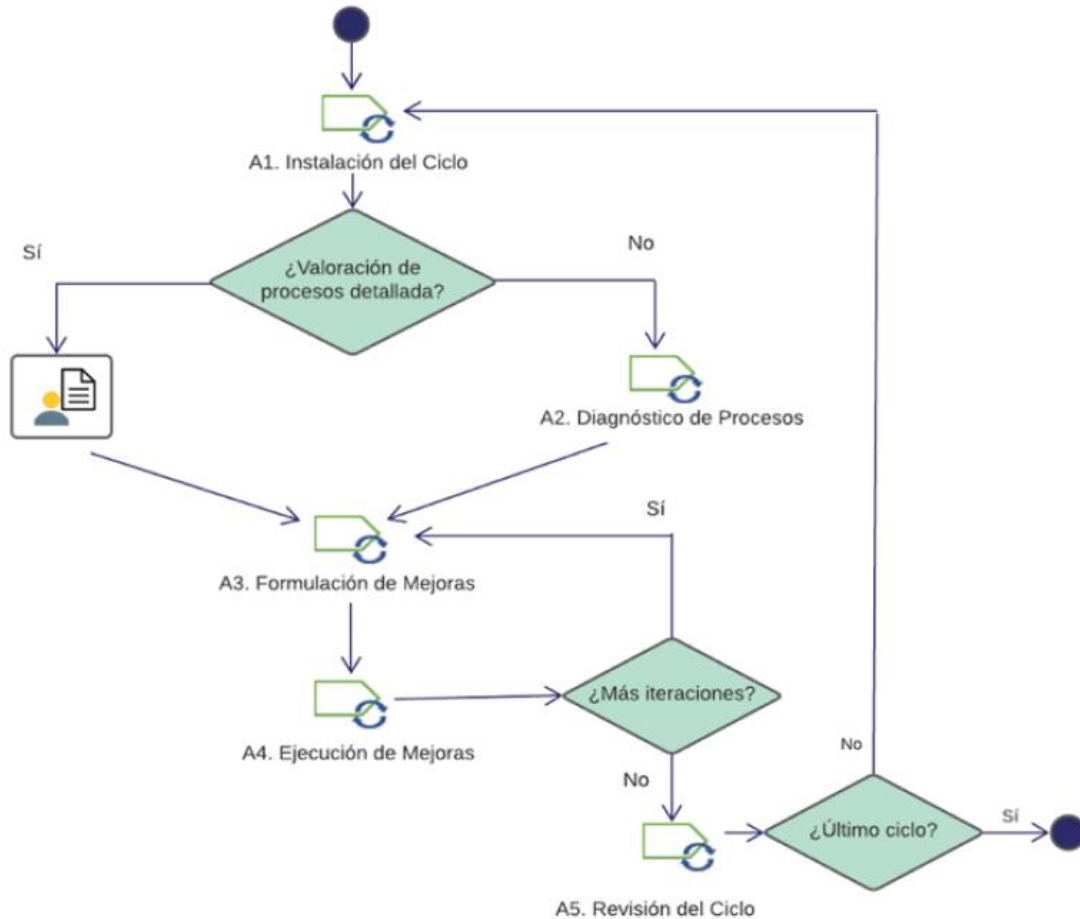 A1. Instalación del Ciclo
Sí
No
¿Valoración de
procesos detallada?
A2. Diagnóstico de Procesos
Sí
A3. Formulación de Mejoras
¿Más iteraciones?
A4. Ejecución de Mejoras
No
No
¿Último ciclo?
Sí
A5. Revisión del Ciclo